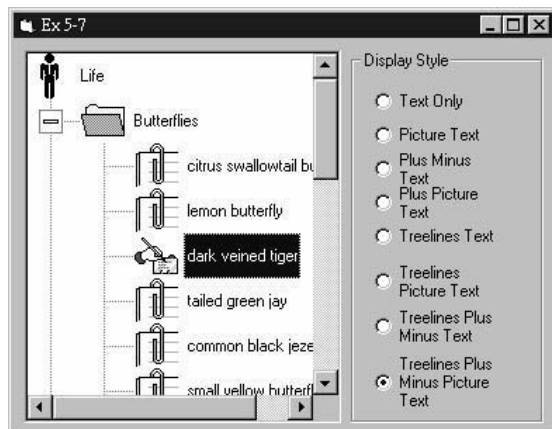 Ex 5-7
Life
Butterflies
citrus swallowtail bu
lemon butterfly
dark veined tiger
tailed green jay
common black jeze
small yellow butterfl
Display Style
Text Only
Picture Text
Plus Minus
Text
Plus Picture
Text
Treelines Text
Treelines
Picture Text
Treelines Plus
Minus Text
Treelines Plus
Minus Picture
Text